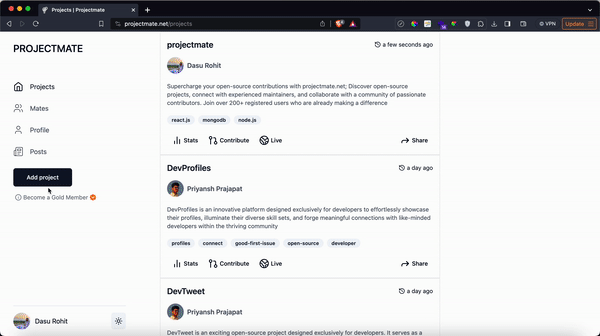 Projects | Projectmate
projectmate.net/projects
VPN
Update
PROJECTMATE
Projects
Mates
Profile
Posts
Add project
Become a Gold Member
Dasu Rohit
projectmate
a few seconds ago
Dasu Rohit
Supercharge your open-source contributions with projectmate.net; Discover open-source
projects, connect with experienced maintainers, and collaborate with a community of passionate
contributors. Join over 200+ registered users who are already making a difference
react.js mongodb node.js
Stats Contribute Live Share
DevProfiles
a day ago
Priyansh Prajapat
DevProfiles is an innovative platform designed exclusively for developers to effortlessly showcase
their profiles, illuminate their diverse skill sets, and forge meaningful connections with like-minded
developers within the thriving community
profiles connect good-first-issue open-source developer
Stats Contribute Live Share
DevTweet
a day ago
Priyansh Prajapat
DevTweet is an exciting open-source project designed exclusively for developers. It serves as a